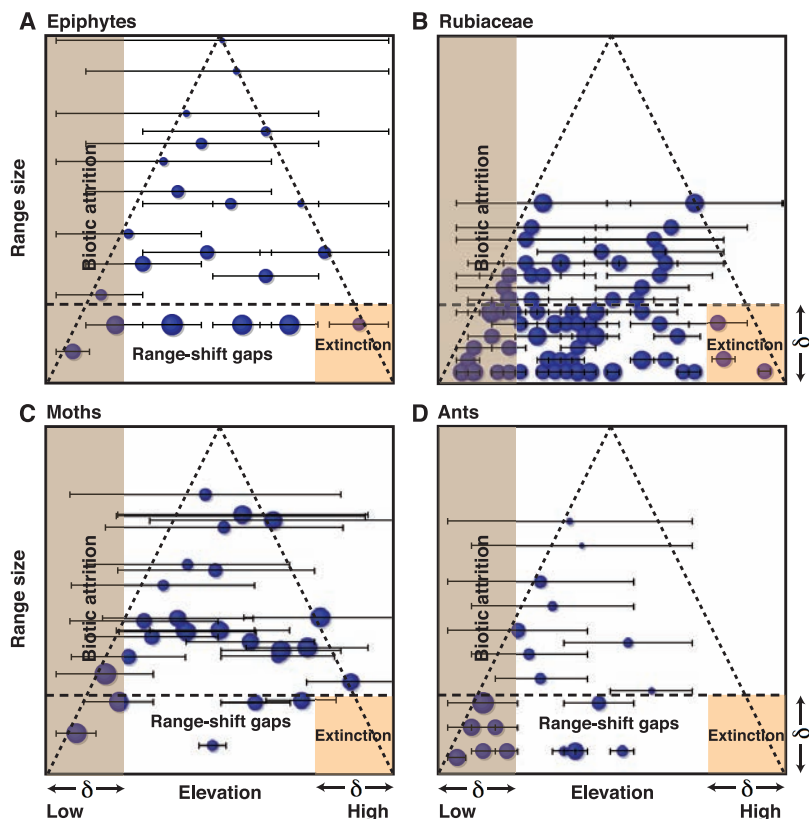 A Epiphytes
B Rubiaceae
Range size
Biotic attrition
Range-shift gaps
Extinction
Biotic attrition
Extinction
δ
C Moths
D Ants
Range size
Biotic attrition
Range-shift gaps
Extinction
Biotic attrition
Range-shift gaps
Extinction
δ
δ Elevation δ
Low High
δ Elevation δ
Low High